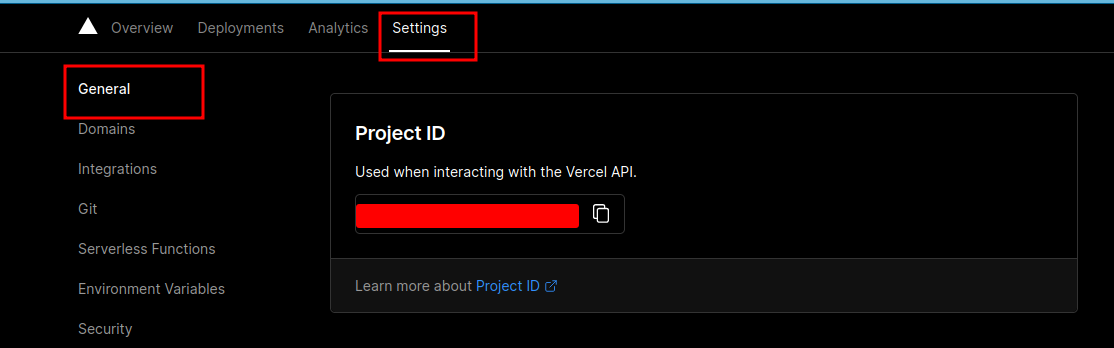 Overview Deployments Analytics Settings
General
Domains
Integrations
Git
Serverless Functions
Environment Variables
Security
Project ID
Used when interacting with the Vercel API.
Learn more about Project ID